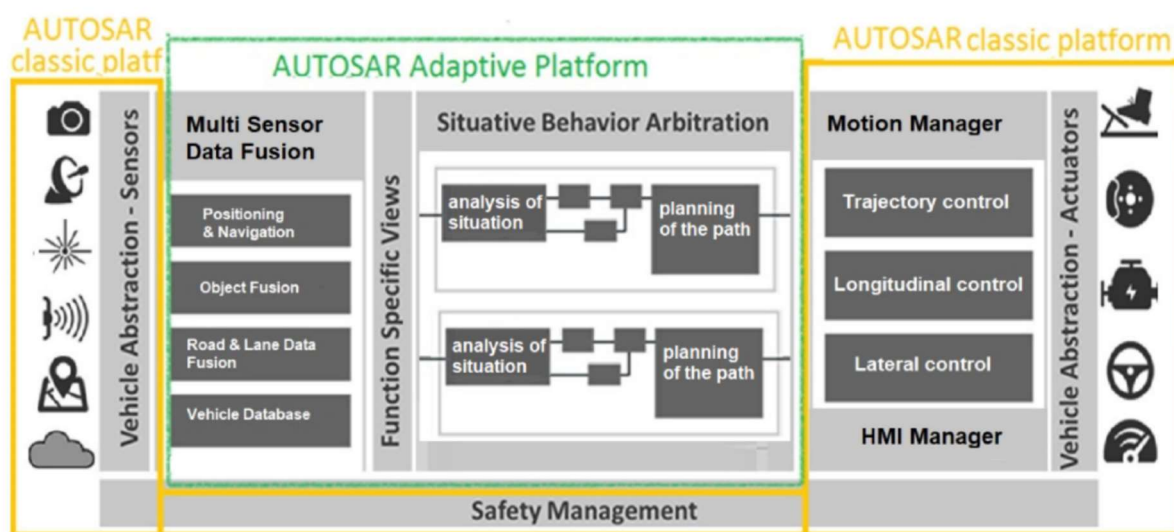 AUTOSAR
classic platf
AUTOSAR Adaptive Platform
AUTOSAR classic platform
Vehicle Abstraction - Sensors
Multi Sensor
Data Fusion
Positioning
& Navigation
Object Fusion
Road & Lane Data
Fusion
Vehicle Database
Function Specific Views
Situative Behavior Arbitration
analysis of
situation
planning
of the path
analysis of
situation
planning
of the path
Motion Manager
Trajectory control
Longitudinal control
Lateral control
HMI Manager
Vehicle Abstraction - Actuators
Safety Management